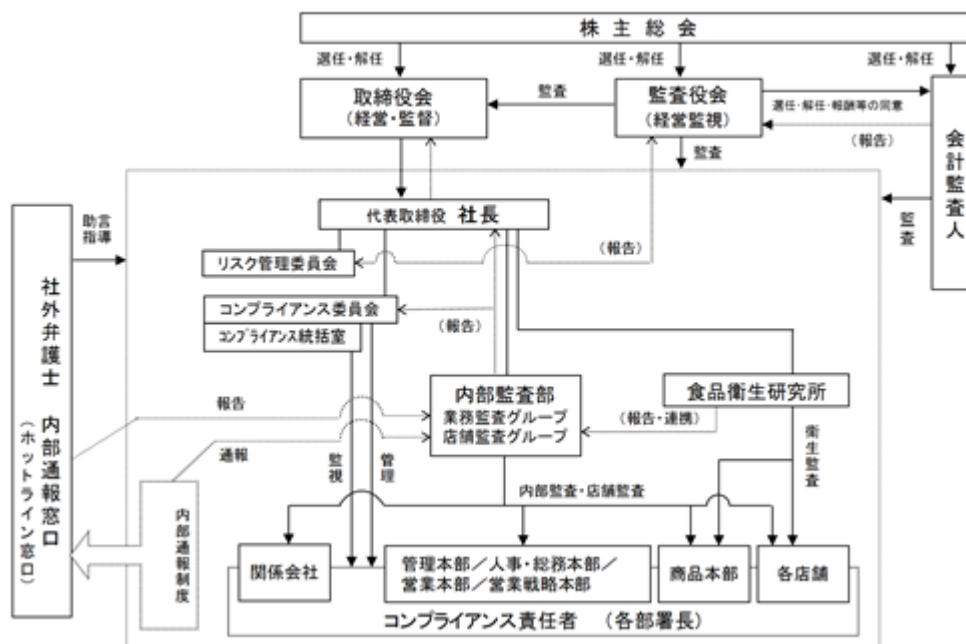 株主総会
選任・解任
選任・解任
選任・解任
取締役会
（経営・監督）
監査
監査役会
（経営監視）
選任・解任・報酬等の同意
（報告）
会計監査人
監査
監査
代表取締役 社長
助言
指導
リスク管理委員会
（報告）
コンプライアンス委員会
コンプライアンス統括室
（報告）
社外弁護士 内部通報窓口
（ホットライン窓口）
内部監査部
業務監査グループ
店舗監査グループ
食品衛生研究所
（報告・連携）
報告
通報
監視
管理
衛生監査
内部通報制度
内部監査・店舗監査
関係会社
管理本部／人事・総務本部／
営業本部／営業戦略本部
商品本部
各店舗
コンプライアンス責任者 （各部署長）